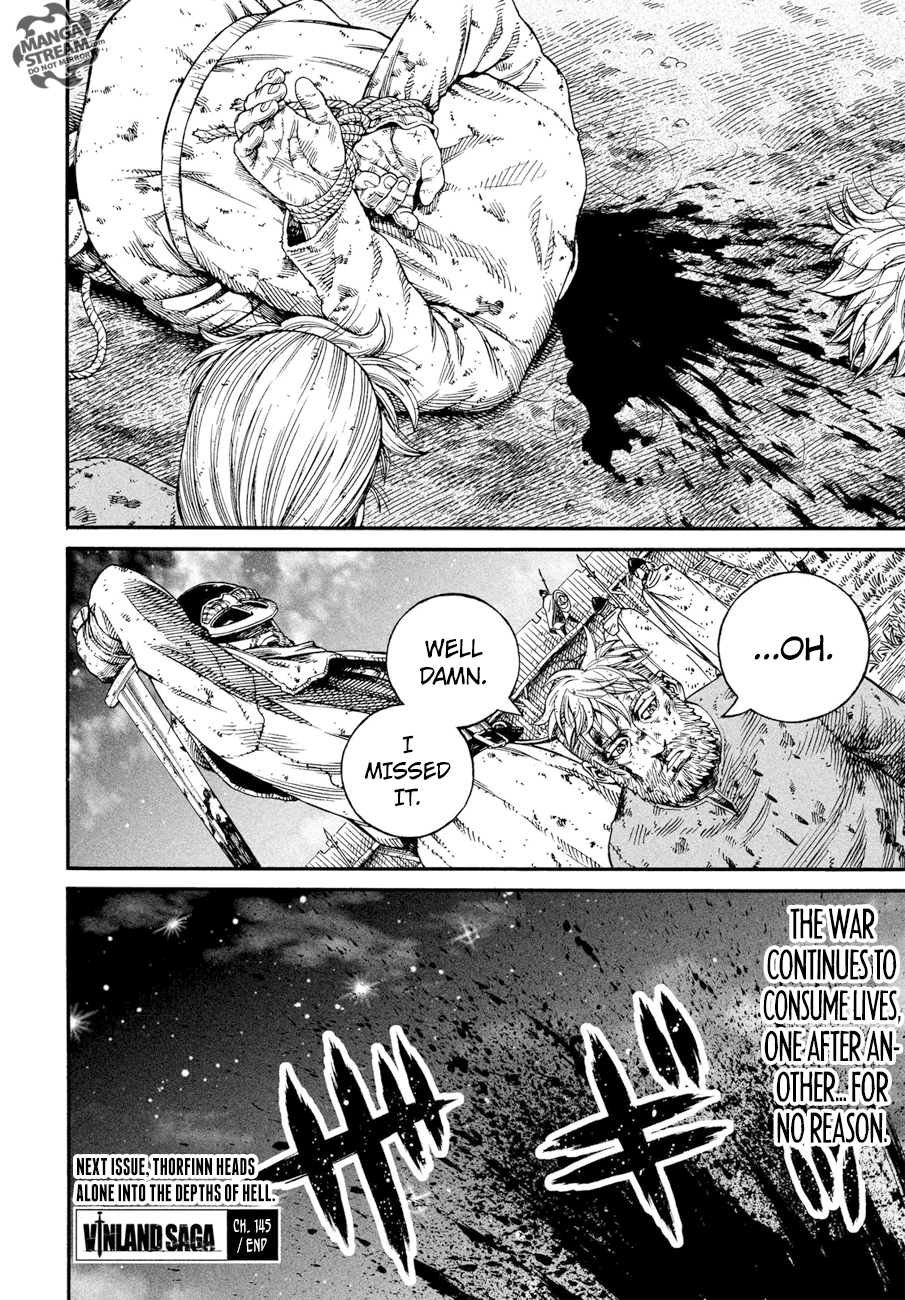 MANGA
STREAM.com
DO NOT MIRROR!
...OH.
WELL
DAMN.
I
MISSED
IT.
THE WAR
CONTINUES TO
CONSUME LIVES,
ONE AFTER AN-
OTHER... FOR
NO REASON.
NEXT ISSUE, THORFINN HEADS
ALONE INTO THE DEPTHS OF HELL.
VINLAND SAGA
CH. 145
/ END